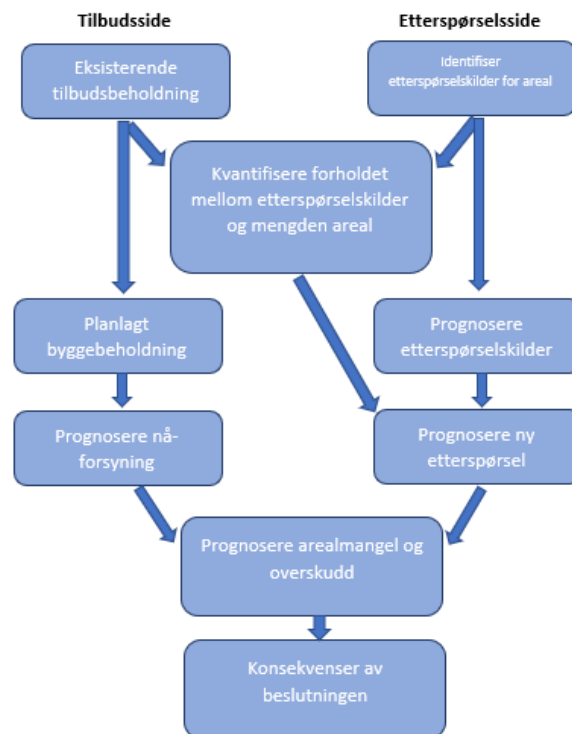 Tilbudsside
Etterspørselsside
Eksisterende
tilbudsbeholdning
Identifiser
etterspørselskilder for areal
Kvantifisere forholdet
mellom etterspørselskilder
og mengden areal
Planlagt
byggebeholdning
Prognosere
etterspørselskilder
Prognosere nå-
forsyning
Prognosere ny
etterspørsel
Prognosere arealmangel og
overskudd
Konsekvenser av
beslutningen